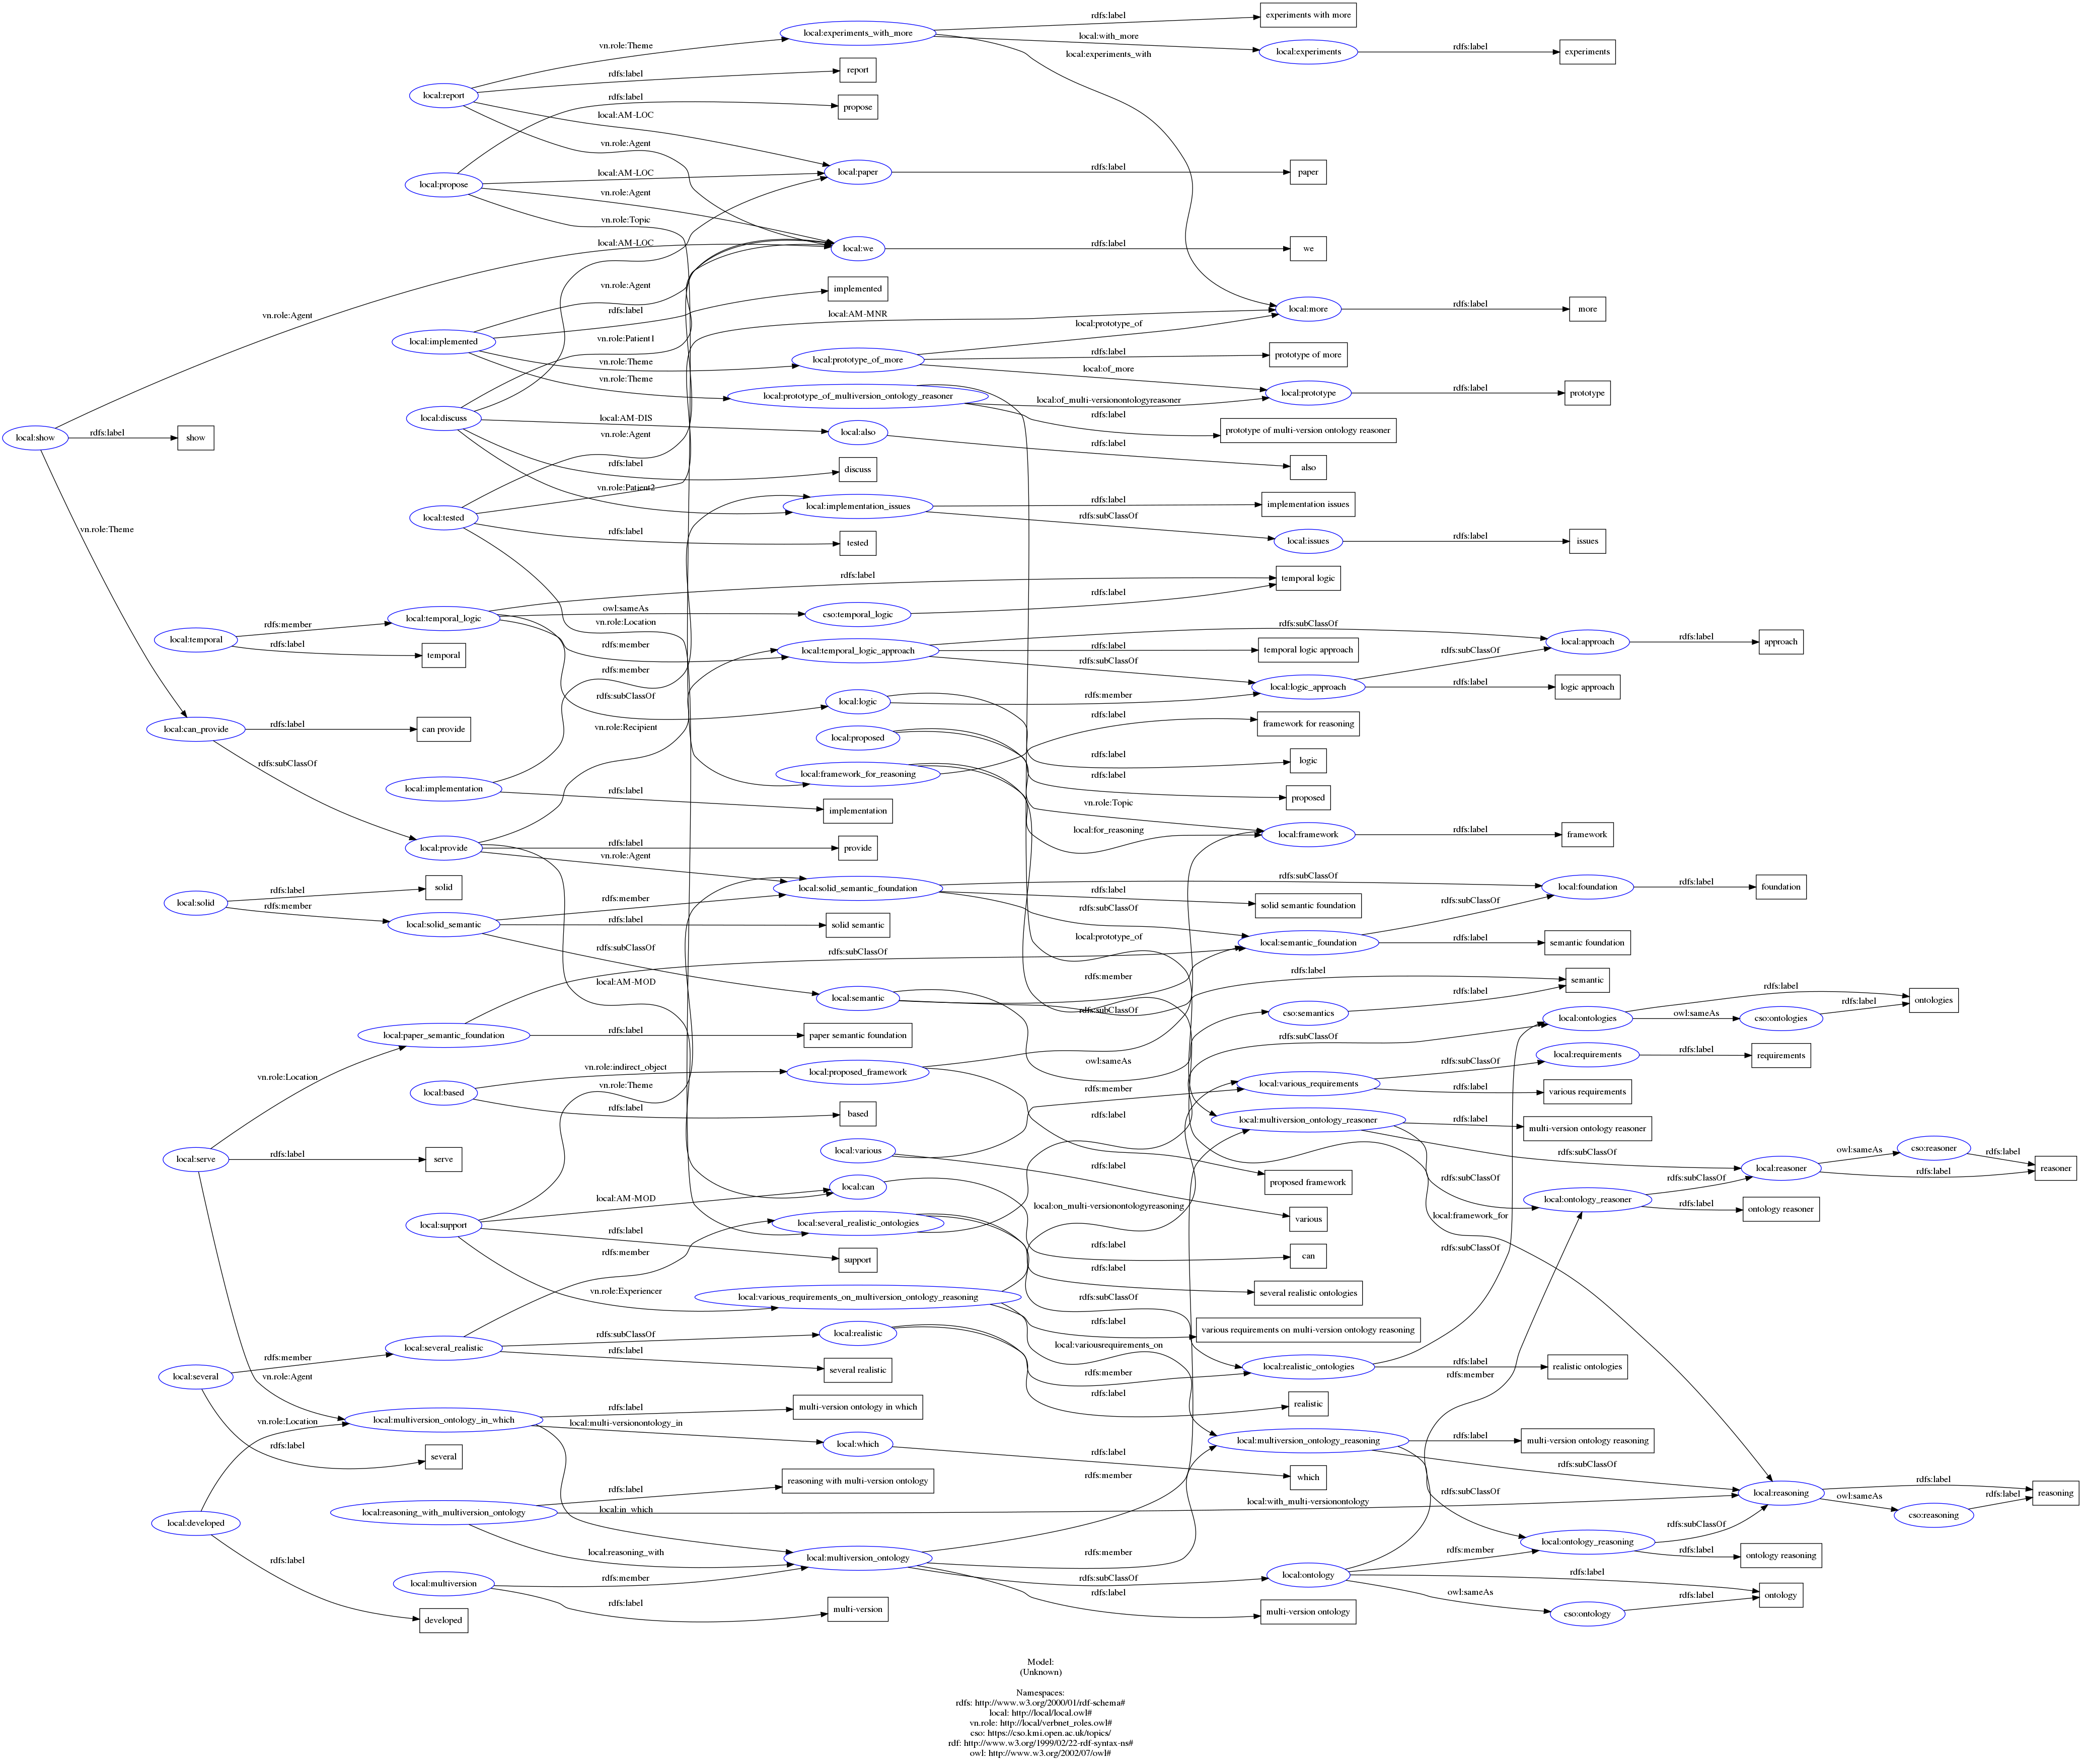 rdfs:label
experiments with more
local:experiments_with_more
vn.role:Theme
local:with_more
local:experiments
rdfs:label
experiments
local:experiments_with
rdfs:label
report
local:report
rdfs:label
propose
local:AM-LOC
vn.role:Agent
local:paper
rdfs:label
paper
local:propose
local:AM-LOC
vn.role:Agent
vn.role:Topic
local:AM-LOC
local:we
rdfs:label
we
vn.role:Agent
implemented
rdfs:label
local:more
rdfs:label
more
vn.role:Agent
local:AM-MNR
local:prototype_of
local:implemented
vn.role:Patient1
vn.role:Theme
local:prototype_of_more
rdfs:label
prototype of more
local:of_more
vn.role:Theme
local:prototype_of_multiversion_ontology_reasoner
local:of_multi-versionontologyreasoner
local:prototype
rdfs:label
prototype
local:discuss
local:AM-DIS
local:also
rdfs:label
prototype of multi-version ontology reasoner
local:show
rdfs:label
show
vn.role:Agent
rdfs:label
also
rdfs:label
discuss
vn.role:Patient2
local:implementation_issues
rdfs:label
implementation issues
local:tested
rdfs:subClassOf
vn.role:Theme
rdfs:label
tested
local:issues
rdfs:label
issues
rdfs:label
temporal logic
local:temporal_logic
owl:sameAs
cso:temporal_logic
rdfs:label
vn.role:Location
local:temporal
rdfs:member
rdfs:label
temporal
rdfs:member
local:temporal_logic_approach
rdfs:subClassOf
rdfs:label
temporal logic approach
local:approach
rdfs:label
approach
rdfs:subClassOf
rdfs:subClassOf
rdfs:member
local:logic_approach
rdfs:label
logic approach
rdfs:subClassOf
local:logic
rdfs:member
rdfs:label
framework for reasoning
local:can_provide
rdfs:label
can provide
vn.role:Recipient
local:proposed
rdfs:label
logic
rdfs:subClassOf
local:framework_for_reasoning
rdfs:label
proposed
local:implementation
rdfs:label
implementation
vn.role:Topic
local:for_reasoning
local:framework
rdfs:label
framework
local:provide
rdfs:label
provide
vn.role:Agent
local:solid_semantic_foundation
rdfs:subClassOf
local:foundation
rdfs:label
foundation
local:solid
rdfs:label
solid
rdfs:member
rdfs:member
rdfs:label
solid semantic foundation
rdfs:subClassOf
rdfs:subClassOf
local:solid_semantic
rdfs:label
solid semantic
local:prototype_of
local:semantic_foundation
rdfs:label
semantic foundation
rdfs:subClassOf
rdfs:subClassOf
rdfs:member
rdfs:label
semantic
local:AM-MOD
local:semantic
rdfs:subClassOf
cso:semantics
rdfs:label
rdfs:label
ontologies
local:ontologies
owl:sameAs
cso:ontologies
rdfs:label
local:paper_semantic_foundation
rdfs:label
paper semantic foundation
rdfs:subClassOf
vn.role:Location
local:based
vn.role:indirect_object
local:proposed_framework
owl:sameAs
rdfs:subClassOf
local:requirements
rdfs:label
requirements
vn.role:Theme
rdfs:member
local:various_requirements
rdfs:label
various requirements
rdfs:label
based
rdfs:label
local:multiversion_ontology_reasoner
rdfs:label
multi-version ontology reasoner
local:serve
rdfs:label
serve
local:various
rdfs:label
rdfs:subClassOf
owl:sameAs
cso:reasoner
rdfs:label
local:reasoner
rdfs:label
reasoner
local:can
proposed framework
rdfs:subClassOf
rdfs:subClassOf
local:AM-MOD
local:on_multi-versionontologyreasoning
local:ontology_reasoner
rdfs:label
ontology reasoner
local:support
local:several_realistic_ontologies
various
local:framework_for
rdfs:label
support
rdfs:member
rdfs:label
can
rdfs:subClassOf
rdfs:label
several realistic ontologies
vn.role:Experiencer
local:various_requirements_on_multiversion_ontology_reasoning
rdfs:subClassOf
rdfs:label
various requirements on multi-version ontology reasoning
rdfs:subClassOf
local:realistic
local:variousrequirements_on
local:several_realistic
rdfs:label
several realistic
rdfs:member
local:realistic_ontologies
rdfs:label
realistic ontologies
rdfs:member
local:several
rdfs:member
vn.role:Agent
rdfs:label
realistic
local:multiversion_ontology_in_which
rdfs:label
multi-version ontology in which
vn.role:Location
local:multi-versionontology_in
local:which
local:multiversion_ontology_reasoning
rdfs:label
multi-version ontology reasoning
rdfs:label
several
rdfs:label
which
rdfs:subClassOf
rdfs:label
reasoning with multi-version ontology
rdfs:member
rdfs:subClassOf
local:reasoning
rdfs:label
reasoning
local:reasoning_with_multiversion_ontology
local:in_which
local:with_multi-versionontology
owl:sameAs
cso:reasoning
rdfs:label
local:developed
rdfs:subClassOf
local:ontology_reasoning
rdfs:label
ontology reasoning
local:reasoning_with
local:multiversion_ontology
rdfs:member
rdfs:member
rdfs:label
local:multiversion
rdfs:member
rdfs:subClassOf
local:ontology
rdfs:label
ontology
owl:sameAs
cso:ontology
rdfs:label
developed
rdfs:label
multi-version
rdfs:label
multi-version ontology
Model:
(Unknown)
Namespaces:
rdfs: http://www.w3.org/2000/01/rdf-schema#
local: http://local/local.owl#
vn.role: http://local/verbnet_roles.owl#
cso: https://cso.kmi.open.ac.uk/topics/
rdf: http://www.w3.org/1999/02/22-rdf-syntax-ns#
owl: http://www.w3.org/2002/07/owl#